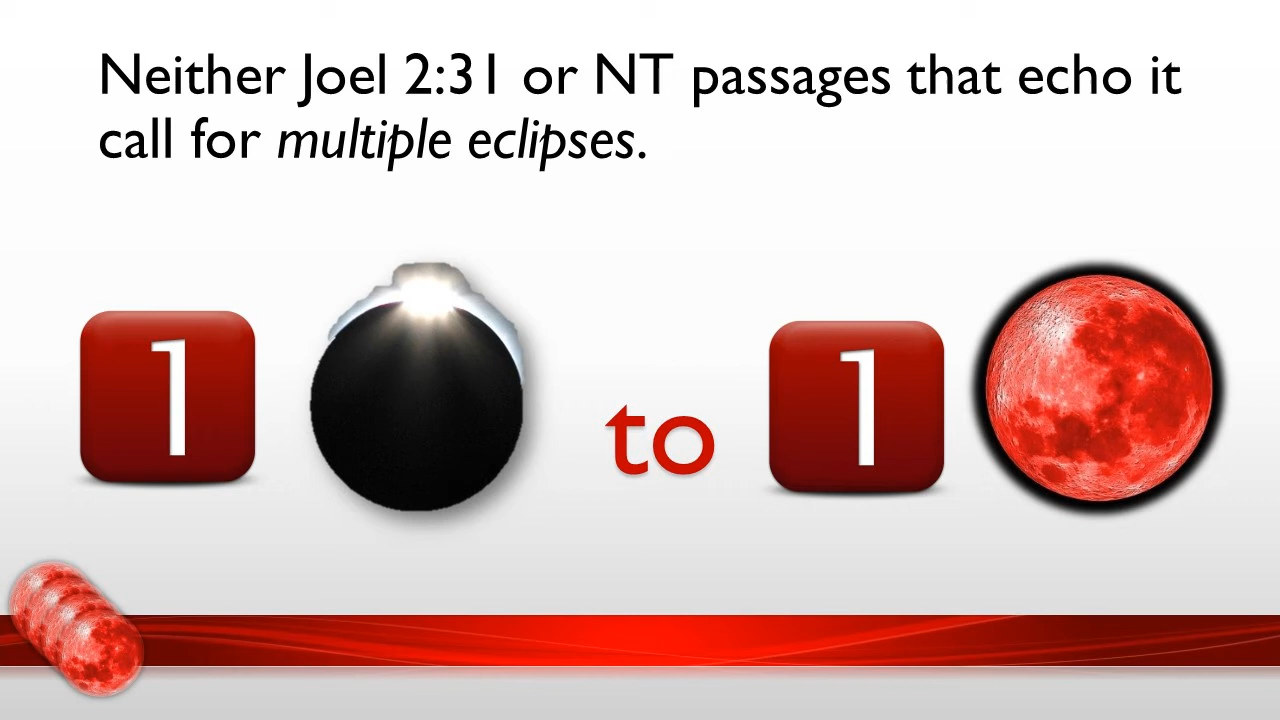 Neither Joel 2:31 or NT passages that echo it
call for multiple eclipses.
1 to 1